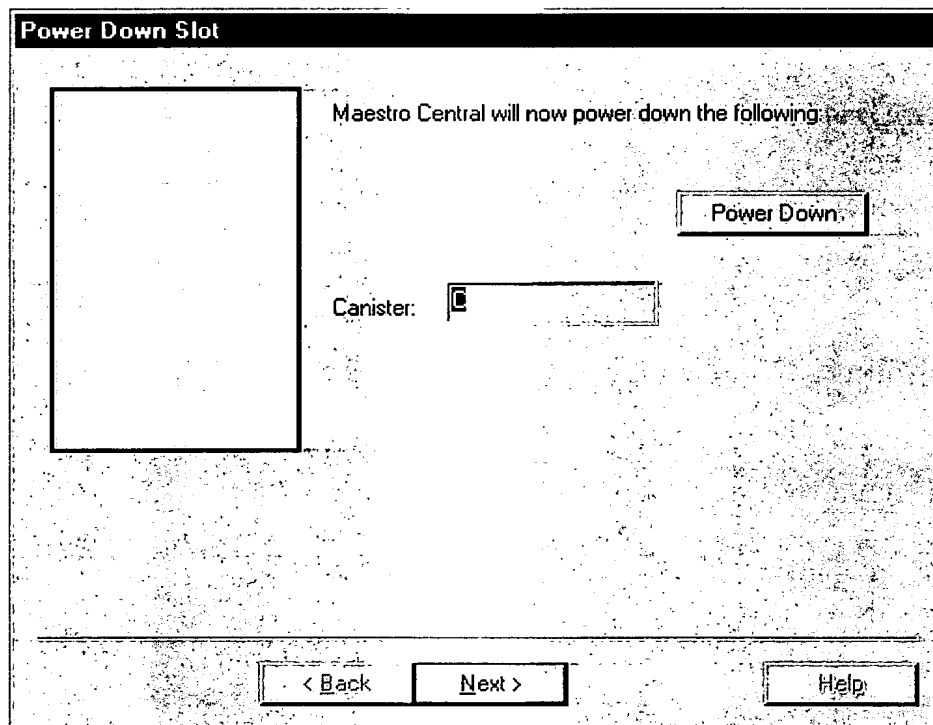 Power Down Slot
Maestro Central will now power down the following:
Power Down
Canister:
< Back
Next >
Help